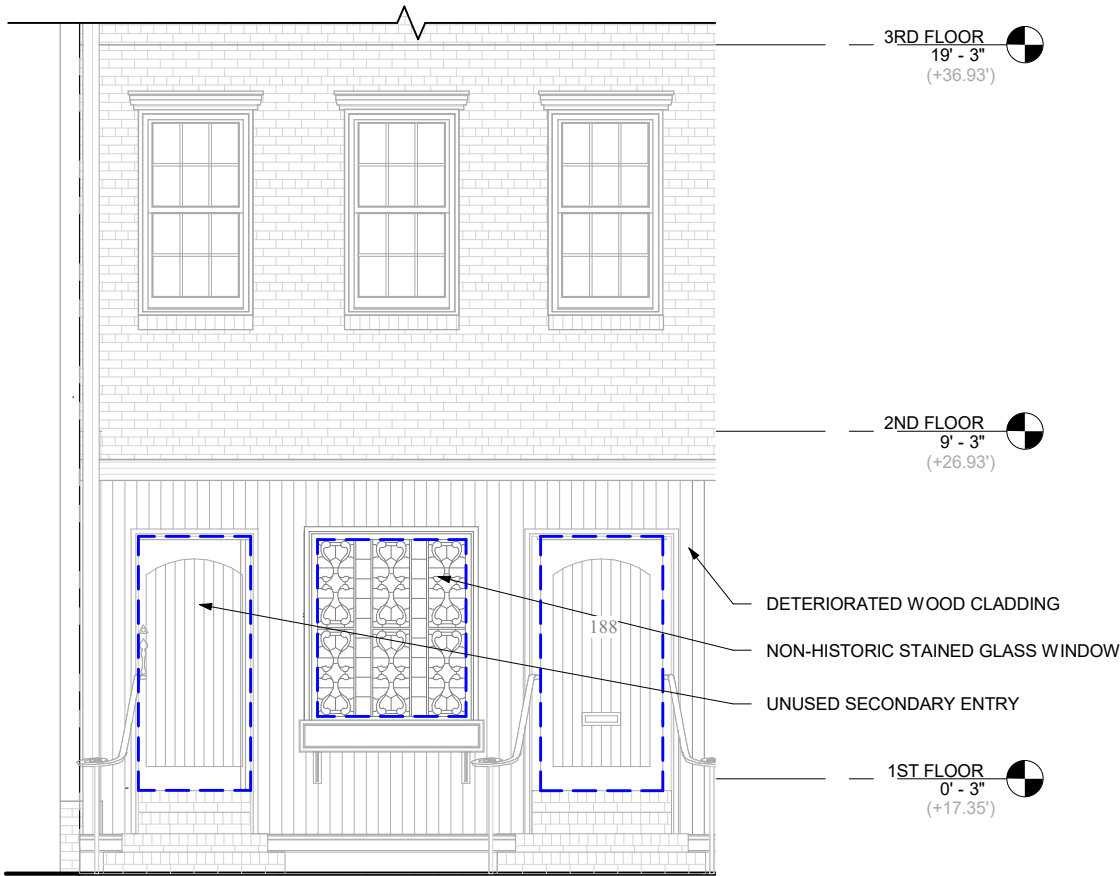 3RD FLOOR
19' - 3"
(+36.93')
2ND FLOOR
9' - 3"
(+26.93')
DETERIORATED WOOD CLADDING
188
NON-HISTORIC STAINED GLASS WINDOW
UNUSED SECONDARY ENTRY
1ST FLOOR
0' - 3"
(+17.35')